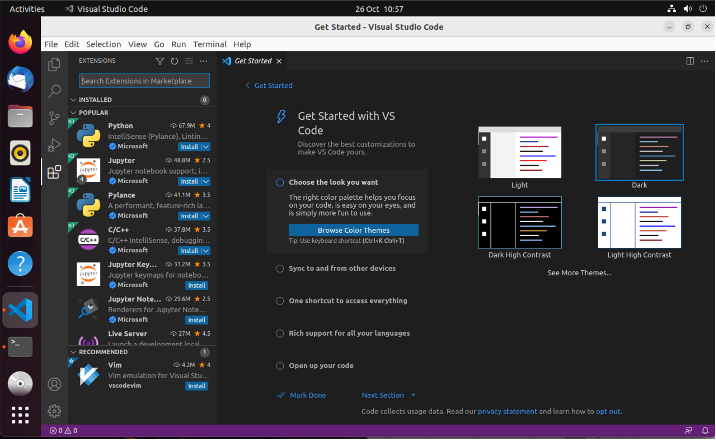 Activities
Visual Studio Code
26 Oct 10:57
Get Started - Visual Studio Code
File Edit Selection View Go Run Terminal Help
EXTENSIONS
Search Extensions in Marketplace
INSTALLED 0
POPULAR
Python 67.9M 4
IntelliSense (Pylance), Lintin...
Microsoft Install
Jupyter 48.8M 2.5
Jupyter notebook support, i...
Microsoft Install
4
Pylance 41.1M 3.5
A performant, feature-rich la...
Microsoft Install
C/C++ 37.8M 3.5
C/C++ IntelliSense, debuggin...
Microsoft Install
Jupyter Key... 31.2M 3.5
Jupyter keymaps for notebo...
Microsoft Install
Jupyter Note... 29.6M 2.5
Renderers for Jupyter Note...
Microsoft Install
Live Server 27M 4.5
Launch a development local
RECOMMENDED 1
Vim 4.2M 4
Vim emulation for Visual Stu...
vscodevim Install
Get Started
Get Started
Get Started with VS
Code
Discover the best customizations to
make VS Code yours.
Choose the look you want
The right color palette helps you focus
on your code, is easy on your eyes, and
is simply more fun to use.
Browse Color Themes
Tip: Use keyboard shortcut (Ctrl+K Ctrl+T)
Sync to and from other devices
One shortcut to access everything
Rich support for all your languages
Open up your code
Mark Done
Next Section
Light
Dark
Dark High Contrast
Light High Contrast
See More Themes...
Code collects usage data. Read our privacy statement and learn how to opt out.
0 0